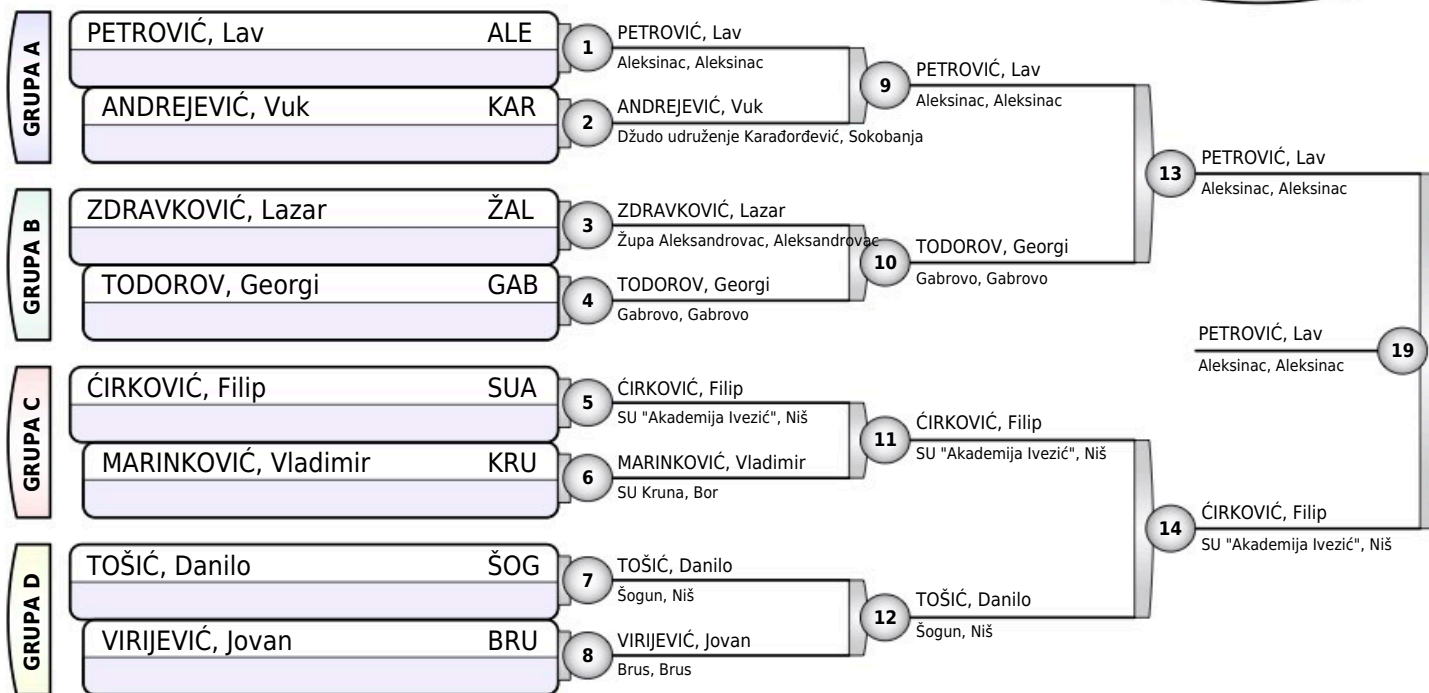 GRUPA A
PETROVIĆ, Lav ALE
ANDREJEVIĆ, Vuk KAR
GRUPA B
ZDRAVKOVIĆ, Lazar ŽAL
TODOROV, Georgi GAB
GRUPA C
ĆIRKOVIĆ, Filip SUA
MARINKOVIĆ, Vladimir KRU
GRUPA D
TOŠIĆ, Danilo ŠOG
VIRIJEVIĆ, Jovan BRU
1
PETROVIĆ, Lav
Aleksinac, Aleksinac
2
ANDREJEVIĆ, Vuk
Džudo udruženje Karađorđević, Sokobanja
3
ZDRAVKOVIĆ, Lazar
Župa Aleksandrovac, Aleksandrovac
4
TODOROV, Georgi
Gabrovo, Gabrovo
5
ĆIRKOVIĆ, Filip
SU "Akademija Ivezić", Niš
6
MARINKOVIĆ, Vladimir
SU Kruna, Bor
7
TOŠIĆ, Danilo
Šogun, Niš
8
VIRIJEVIĆ, Jovan
Brus, Brus
9
PETROVIĆ, Lav
Aleksinac, Aleksinac
10
TODOROV, Georgi
Gabrovo, Gabrovo
11
ĆIRKOVIĆ, Filip
SU "Akademija Ivezić", Niš
12
TOŠIĆ, Danilo
Šogun, Niš
13
PETROVIĆ, Lav
Aleksinac, Aleksinac
14
ĆIRKOVIĆ, Filip
SU "Akademija Ivezić", Niš
PETROVIĆ, Lav
Aleksinac, Aleksinac
19